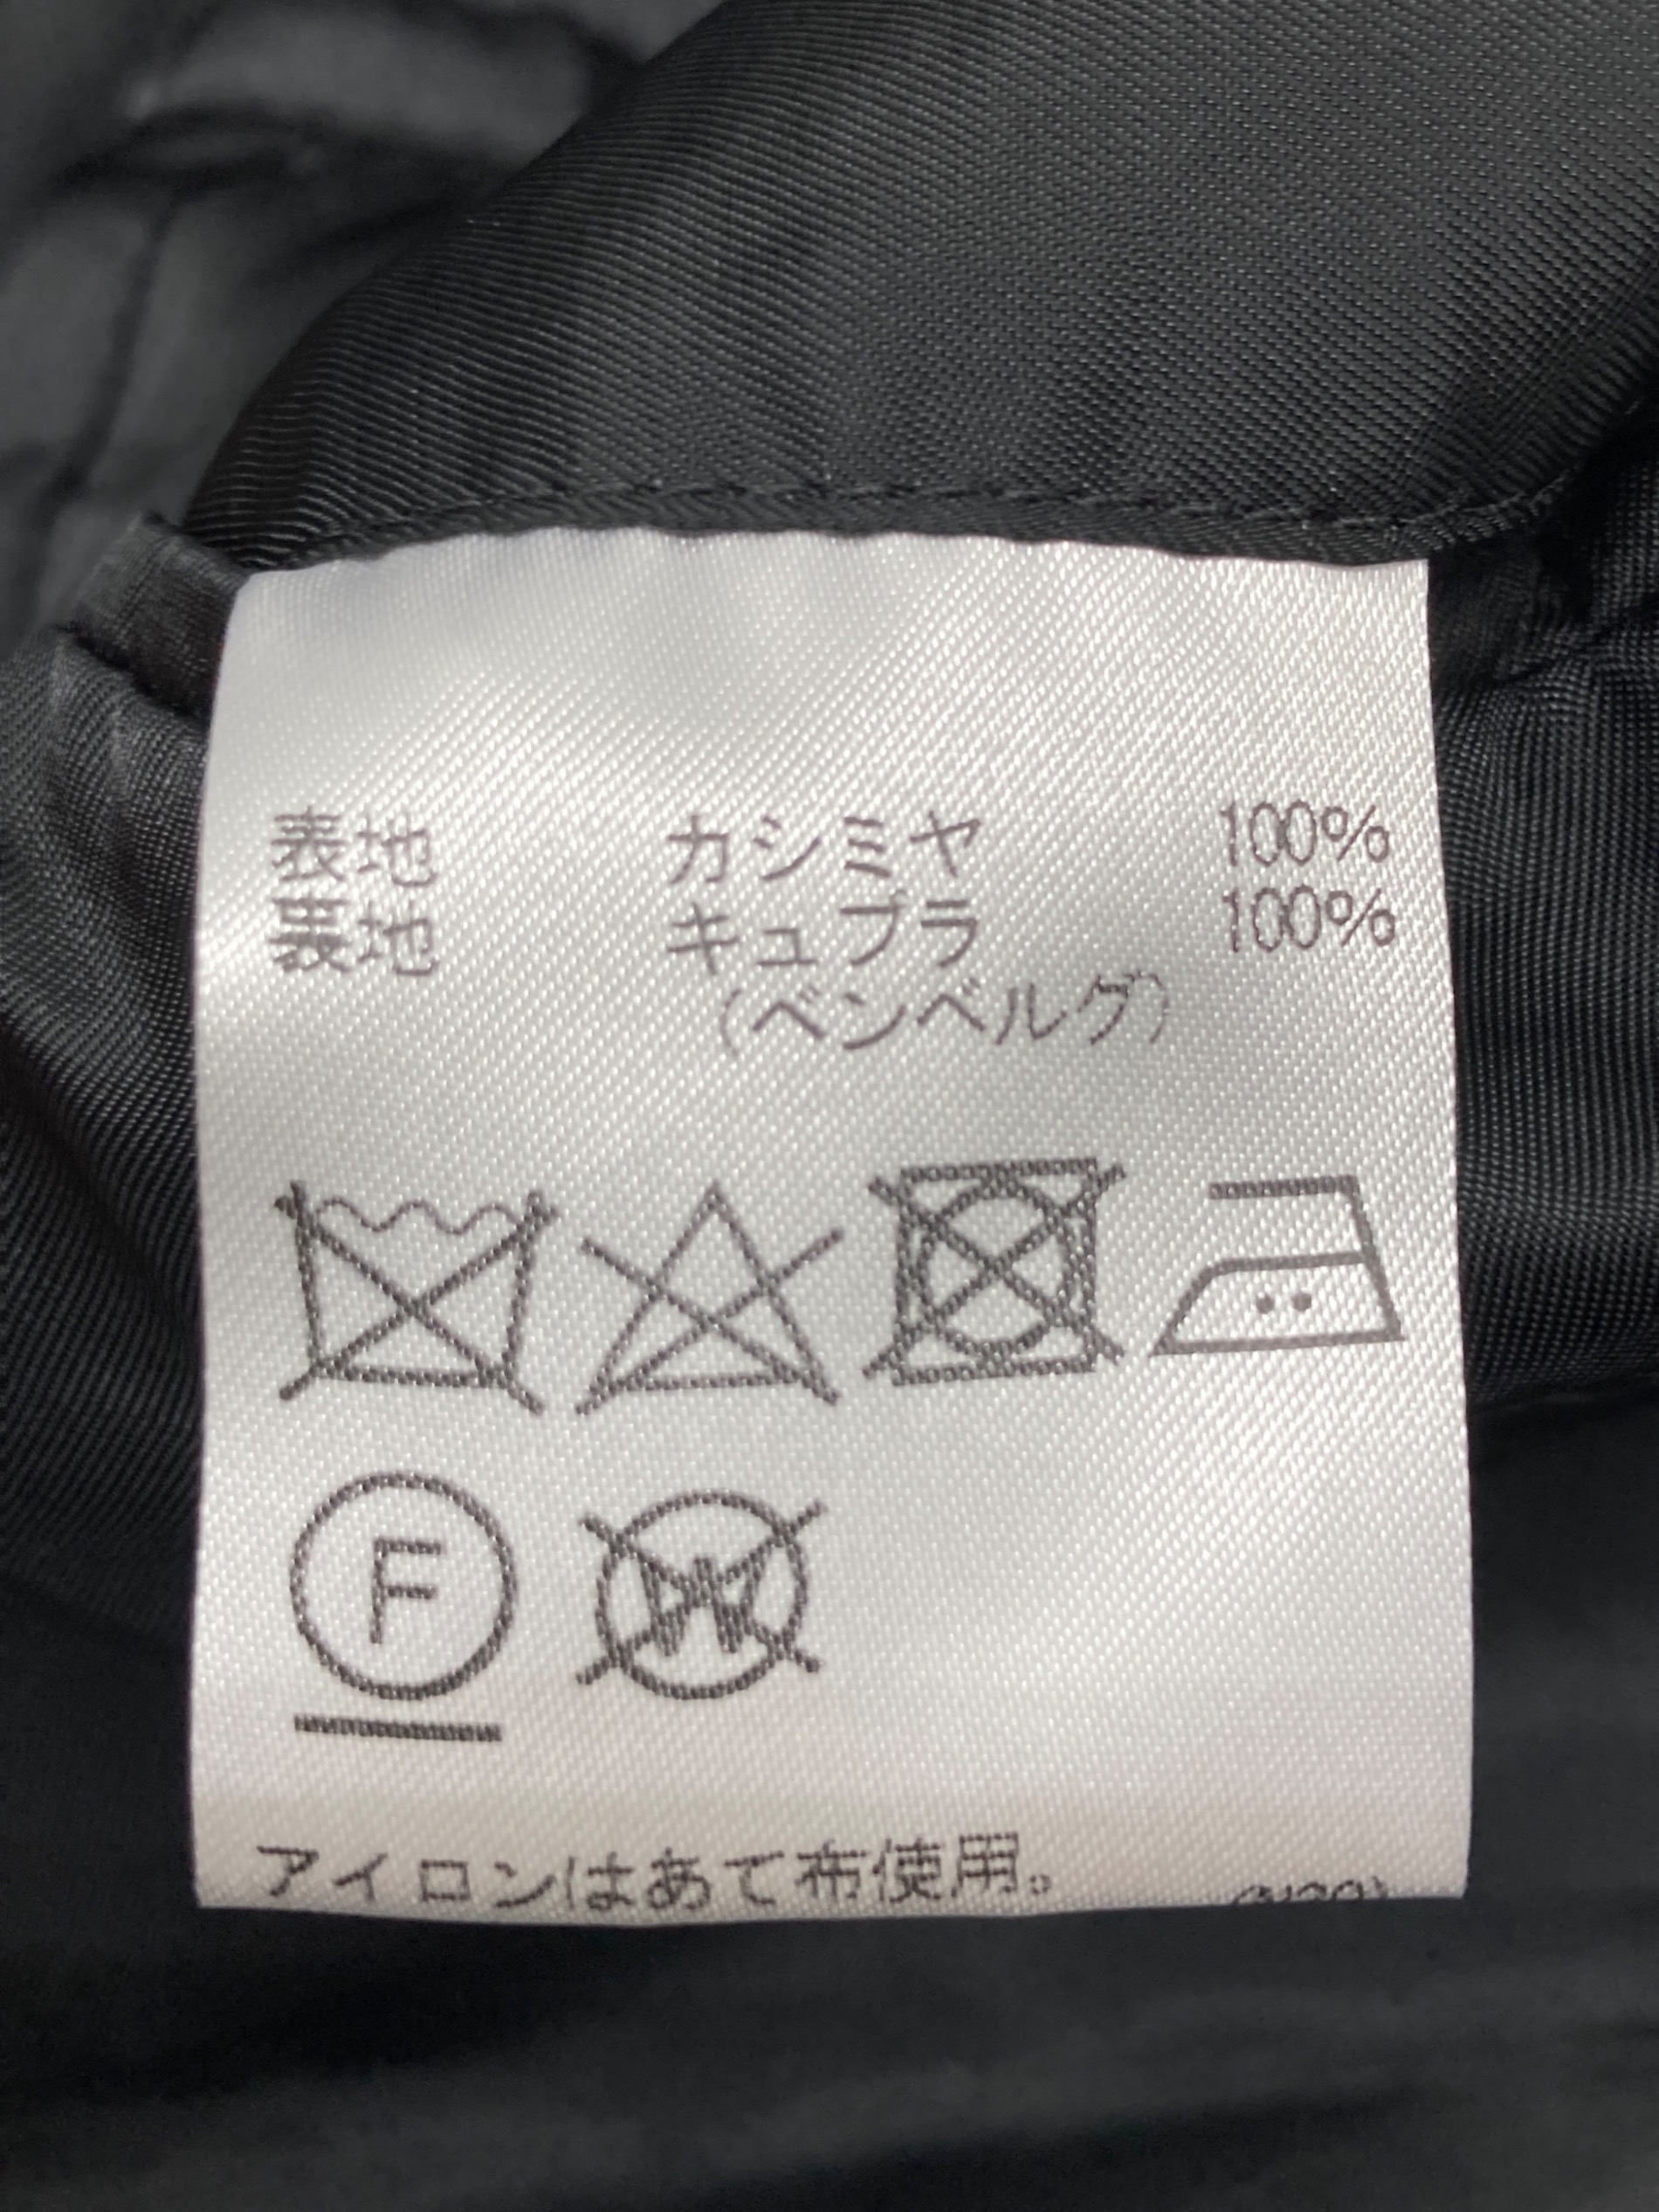 表地 カシミヤ 100%
裏地 キュプラ 100%
(ベンベルグ)
F
W
アイロンはあて布使用。